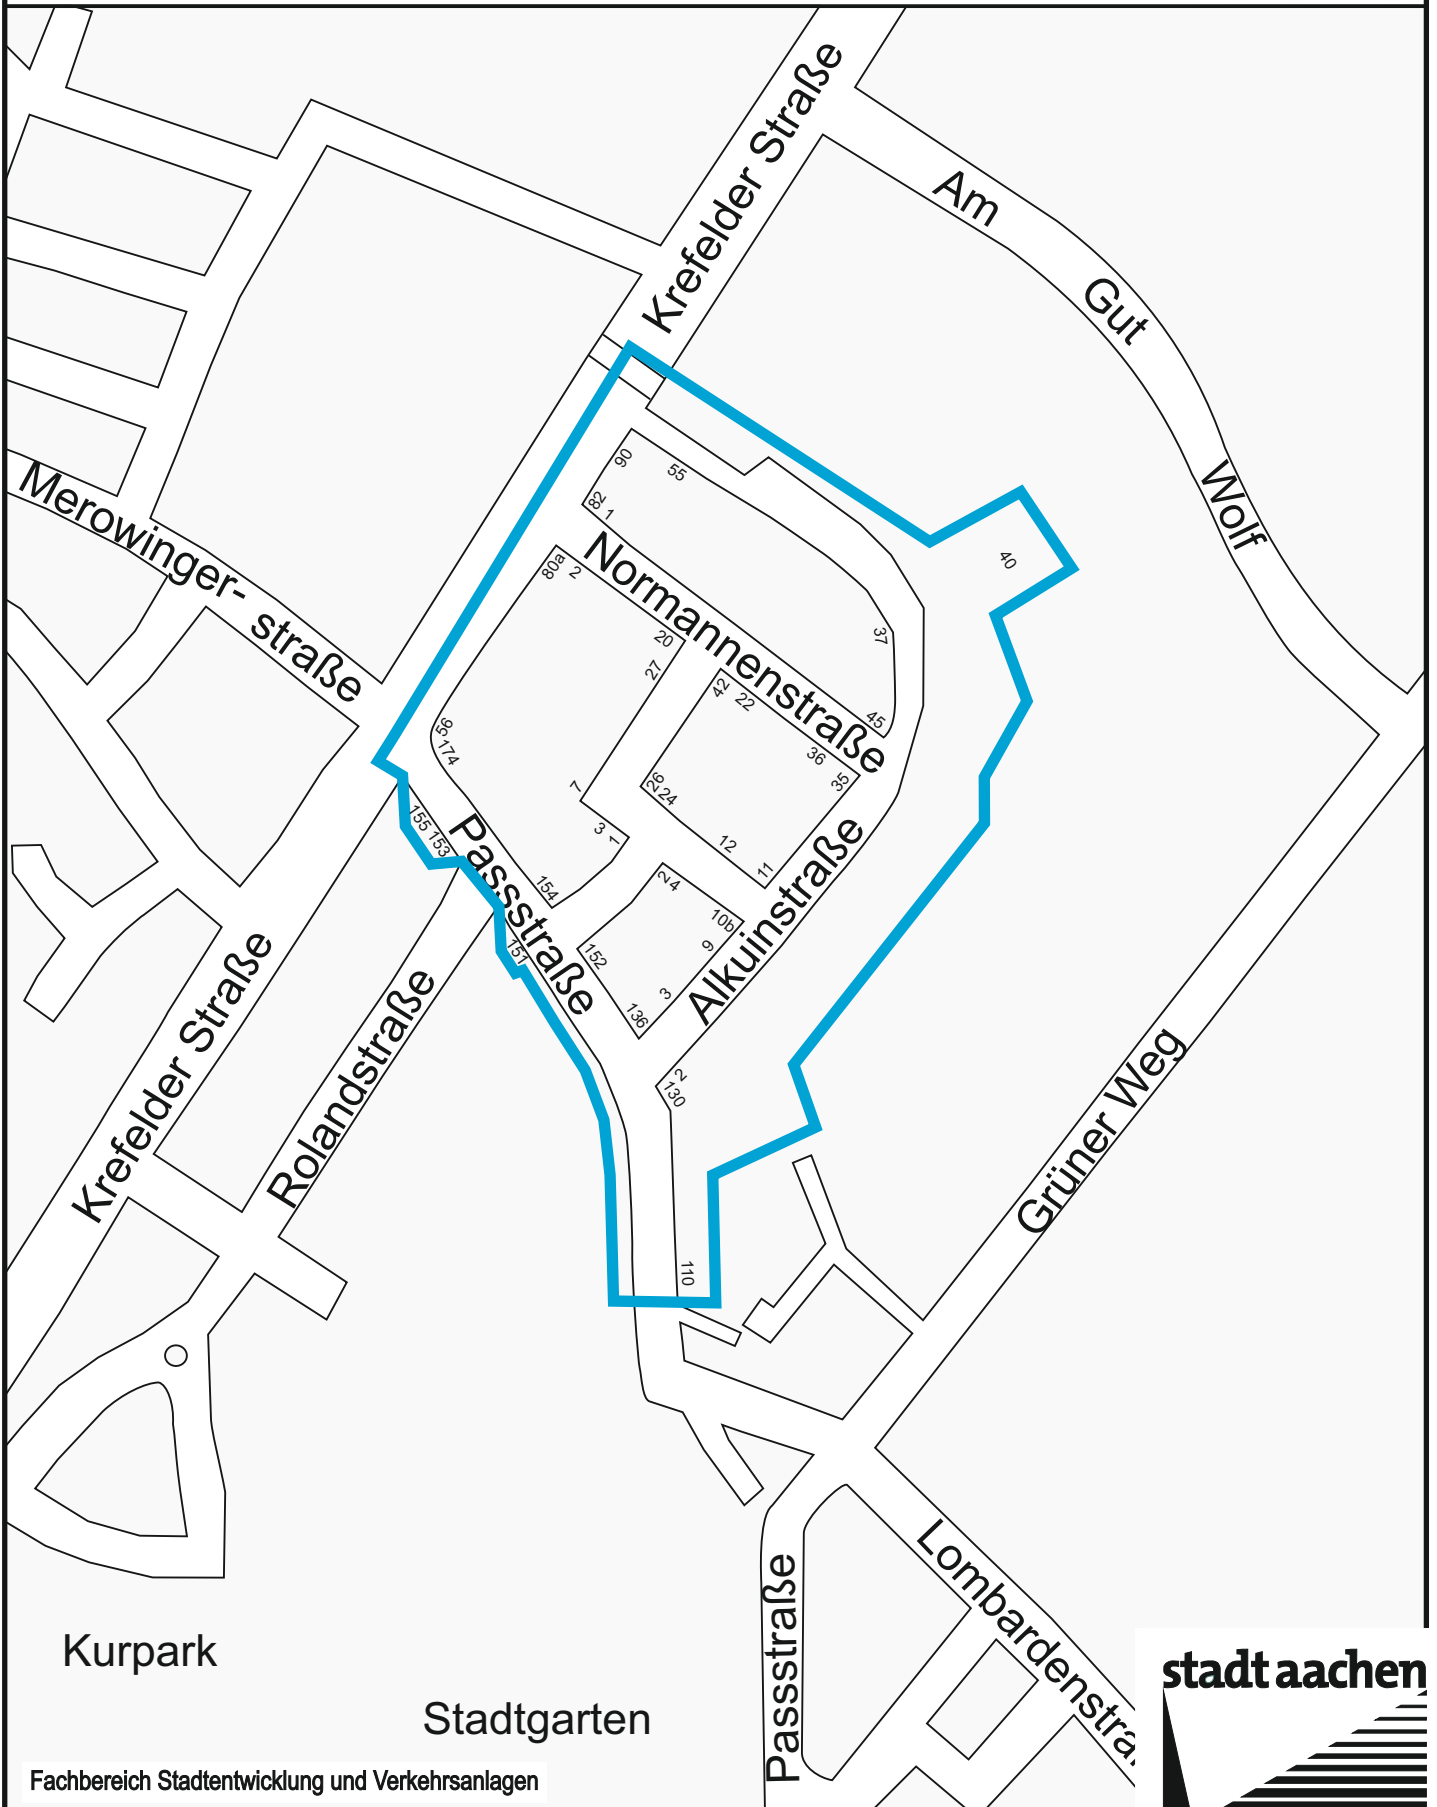 Krefelder Straße
Am
Gut
Wolf
Merowinger- straße
90
55
82
1
Normannenstraße
80a
2
40
20
27
37
42
22
45
56
174
36
35
26
24
7
3
1
12
11
155
153
Passstraße
154
2
4
10b
9
Alkuinstraße
151
152
3
136
Krefelder Straße
Rolandstraße
2
130
Grüner Weg
110
Lombardenstra
Passstraße
Kurpark
Stadtgarten
stadt aachen
Fachbereich Stadtentwicklung und Verkehrsanlagen